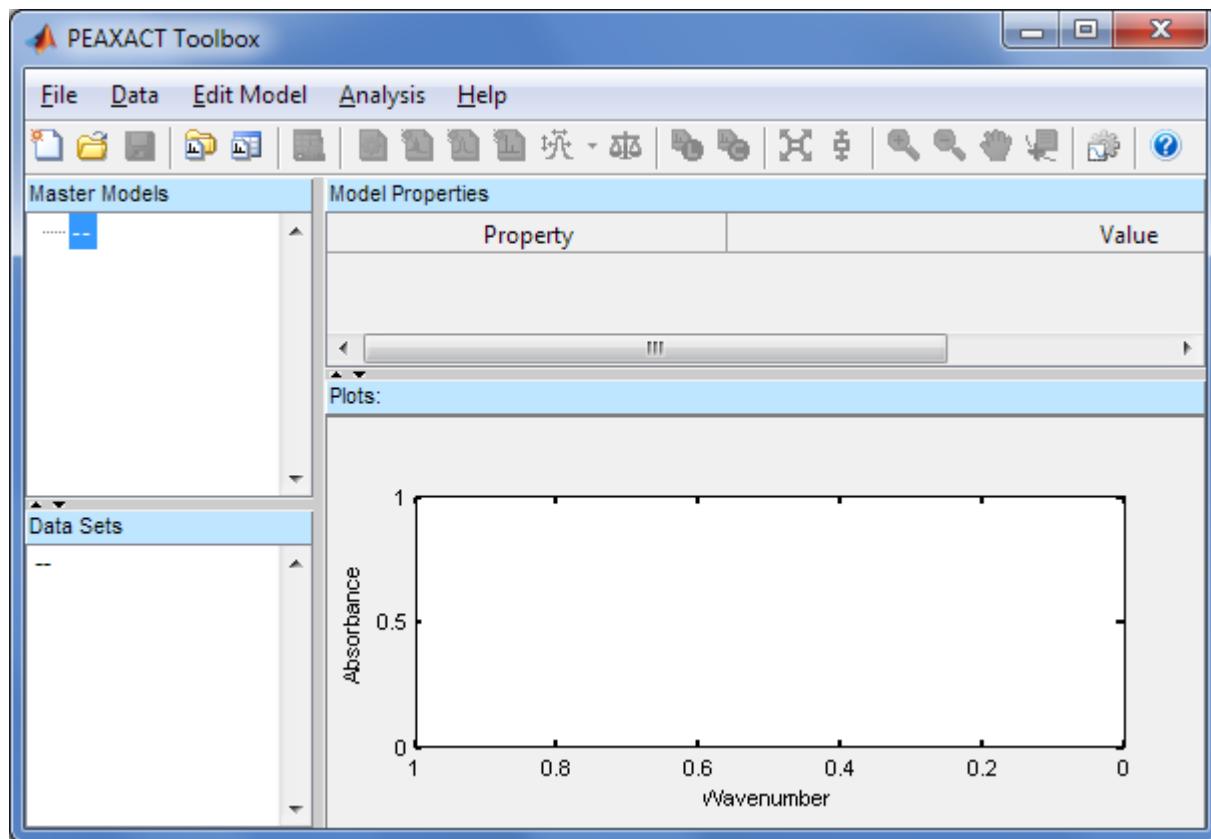 PEAXACT Toolbox
File Data Edit Model Analysis Help
Master Models
--
Model Properties
Property Value
Plots:
Data Sets
--
1
0.5
0
Absorbance
1 0.8 0.6 0.4 0.2 0
Wavenumber